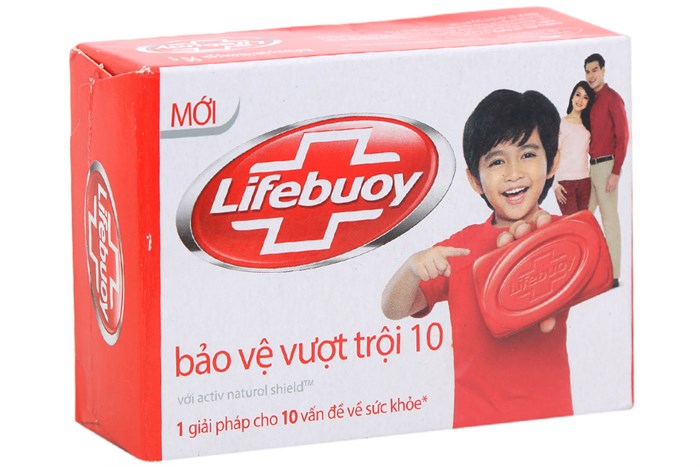 MỚI
Lifebuoy
Lifebuoy
bảo vệ vượt trội 10
với activ naturol shield™
1 giải pháp cho 10 vấn đề về sức khỏe*